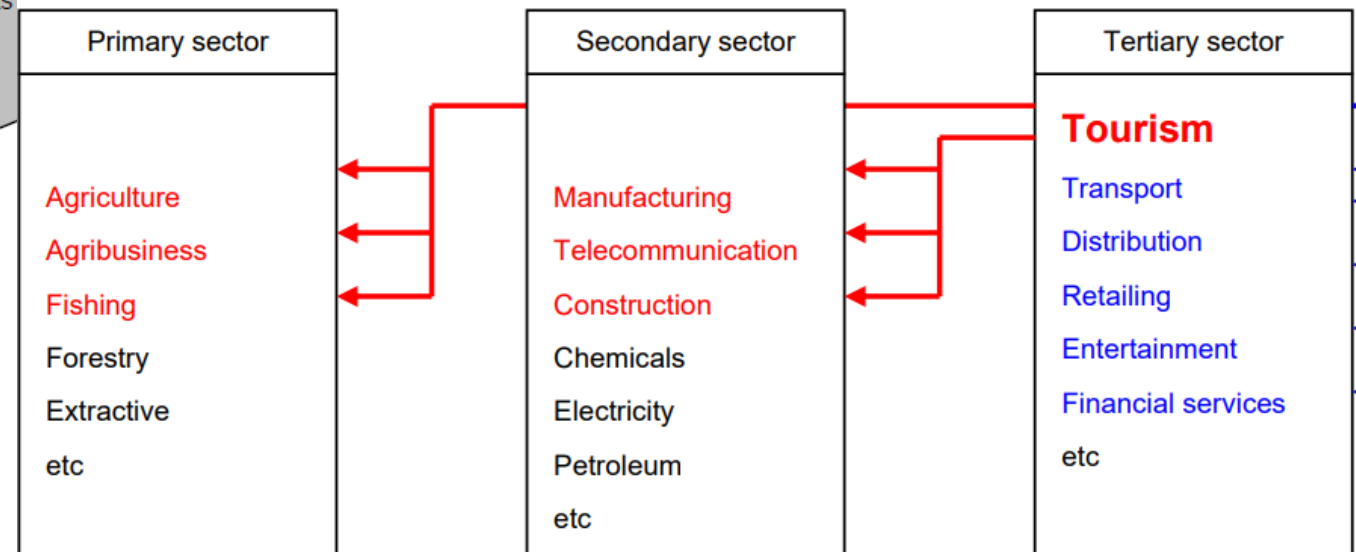 Primary sector
Agriculture
Agribusiness
Fishing
Forestry
Extractive
etc
Secondary sector
Manufacturing
Telecommunication
Construction
Chemicals
Electricity
Petroleum
etc
Tertiary sector
Tourism
Transport
Distribution
Retailing
Entertainment
Financial services
etc